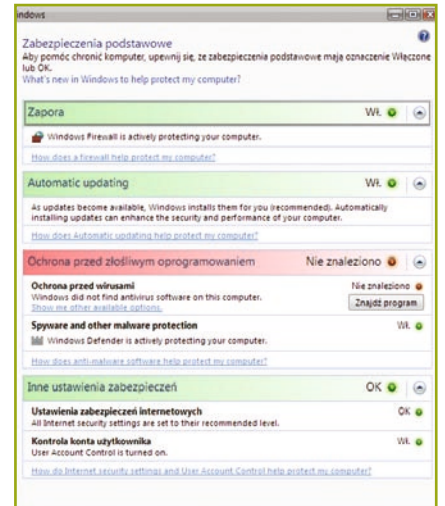 ndows
Zabezpieczenia podstawowe
Aby pomóc chronić komputer, upewnij się, ze zabezpieczenia podstawowe mają oznaczenie Włączone
lub OK.
What's new in Windows to help protect my computer?
Zapora WŁ.
Windows Firewall is actively protecting your computer.
How does a firewall help protect my computer?
Automatic updating WŁ.
As updates become available, Windows installs them for you (recommended). Automatically
installing updates can enhance the security and performance of your computer.
How does Automatic updating help protect my computer?
Ochrona przed złośliwym oprogramowaniem Nie znaleziono
Ochrona przed wirusami Nie znaleziono
Windows did not find antivirus software on this computer.
Show me other available options. Znajdź program
Spyware and other malware protection WŁ.
Windows Defender is actively protecting your computer.
How does anti-malware software help protect my computer?
Inne ustawienia zabezpieczeń OK
Ustawienia zabezpieczeń internetowych OK
All Internet security settings are set to their recommended level.
Kontrola konta użytkownika WŁ.
User Account Control is turned on.
How do Internet security settings and User Account Control help protect my computer?